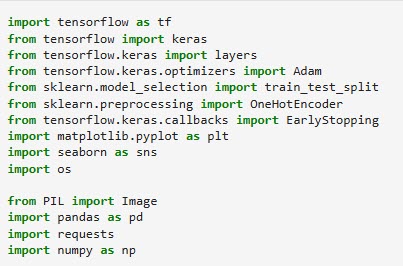 import tensorflow as tf
from tensorflow import keras
from tensorflow.keras import layers
from tensorflow.keras.optimizers import Adam
from sklearn.model_selection import train_test_split
from sklearn.preprocessing import OneHotEncoder
from tensorflow.keras.callbacks import EarlyStopping
import matplotlib.pyplot as plt
import seaborn as sns
import os

from PIL import Image
import pandas as pd
import requests
import numpy as np